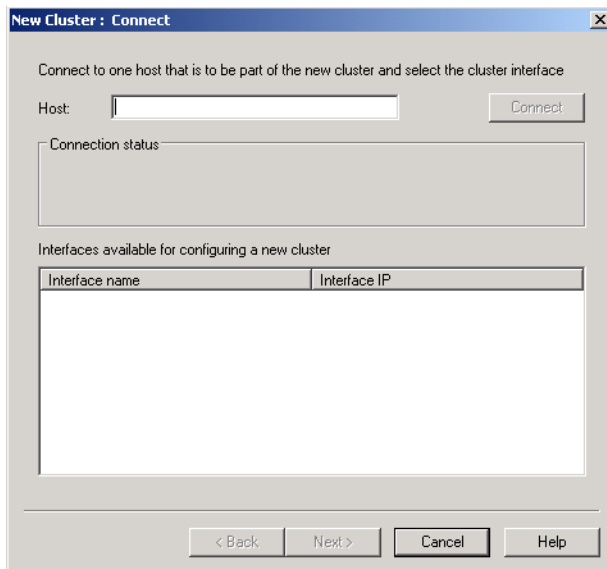 New Cluster : Connect
Connect to one host that is to be part of the new cluster and select the cluster interface
Host:
Connect
Connection status
Interfaces available for configuring a new cluster
Interface name Interface IP
< Back Next > Cancel Help